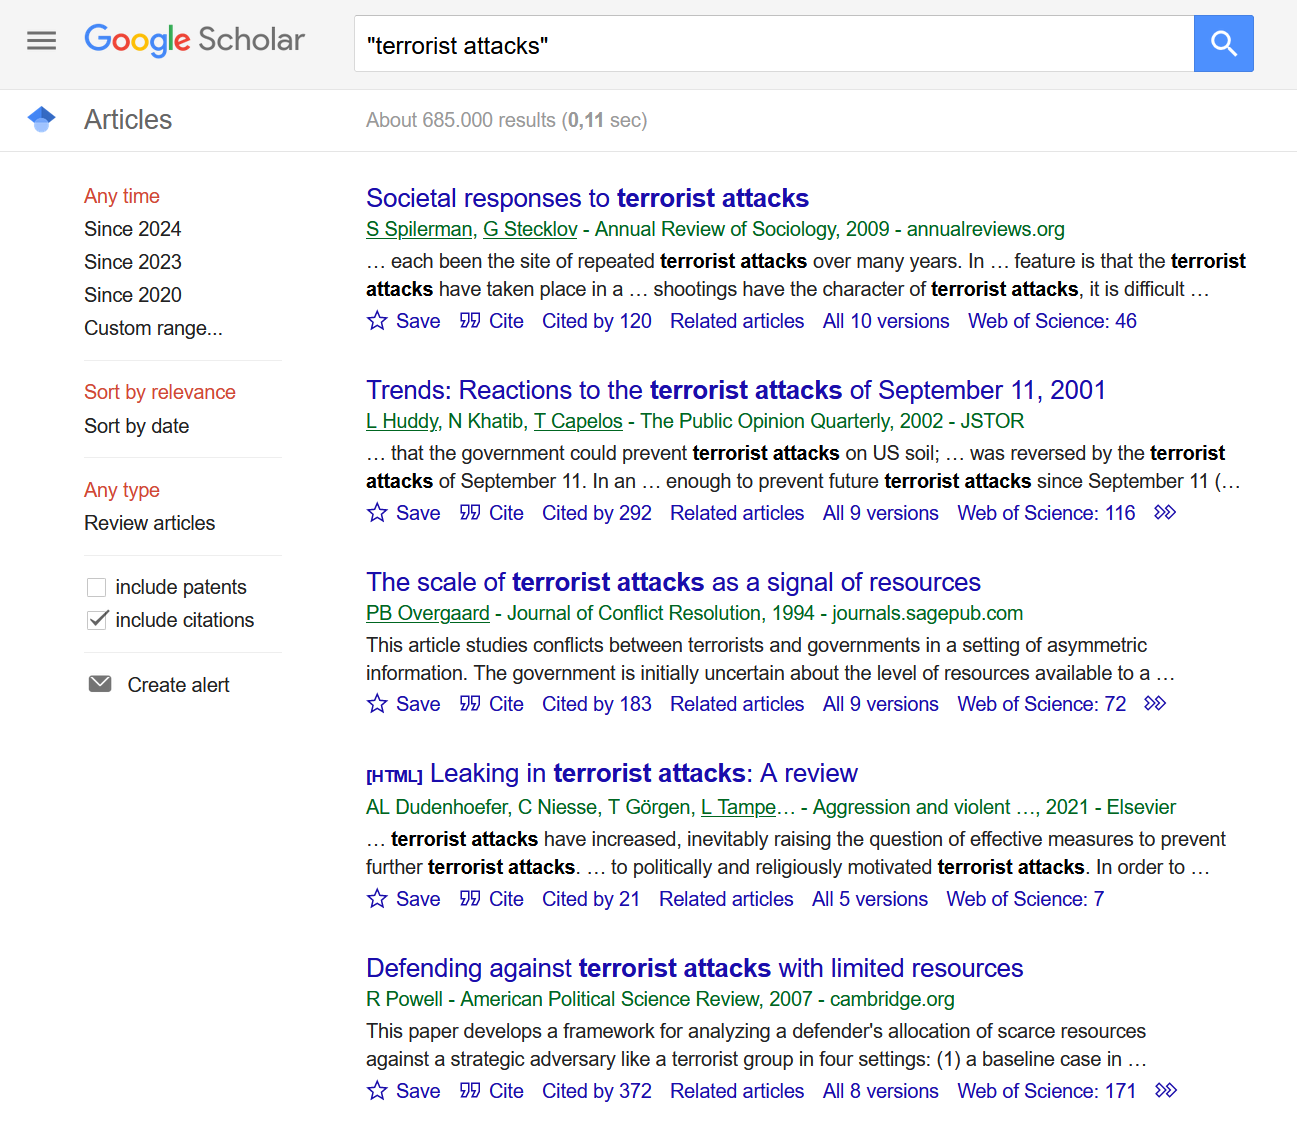 Google Scholar
"terrorist attacks"
Articles
About 685.000 results (0,11 sec)
Any time
Since 2024
Since 2023
Since 2020
Custom range...
Sort by relevance
Sort by date
Any type
Review articles
include patents
include citations
Create alert
Societal responses to terrorist attacks
S Spilerman, G Stecklov - Annual Review of Sociology, 2009 - annualreviews.org
… each been the site of repeated terrorist attacks over many years. In … feature is that the terrorist
attacks have taken place in a … shootings have the character of terrorist attacks, it is difficult …
Save Cite Cited by 120 Related articles All 10 versions Web of Science: 46
Trends: Reactions to the terrorist attacks of September 11, 2001
L Huddy, N Khatib, T Capelos - The Public Opinion Quarterly, 2002 - JSTOR
… that the government could prevent terrorist attacks on US soil; … was reversed by the terrorist
attacks of September 11. In an … enough to prevent future terrorist attacks since September 11 (…
Save Cite Cited by 292 Related articles All 9 versions Web of Science: 116
The scale of terrorist attacks as a signal of resources
PB Overgaard - Journal of Conflict Resolution, 1994 - journals.sagepub.com
This article studies conflicts between terrorists and governments in a setting of asymmetric
information. The government is initially uncertain about the level of resources available to a …
Save Cite Cited by 183 Related articles All 9 versions Web of Science: 72
[HTML] Leaking in terrorist attacks: A review
AL Dudenhoefer, C Niesse, T Görgen, L Tampe… - Aggression and violent …, 2021 - Elsevier
… terrorist attacks have increased, inevitably raising the question of effective measures to prevent
further terrorist attacks. … to politically and religiously motivated terrorist attacks. In order to …
Save Cite Cited by 21 Related articles All 5 versions Web of Science: 7
Defending against terrorist attacks with limited resources
R Powell - American Political Science Review, 2007 - cambridge.org
This paper develops a framework for analyzing a defender's allocation of scarce resources
against a strategic adversary like a terrorist group in four settings: (1) a baseline case in …
Save Cite Cited by 372 Related articles All 8 versions Web of Science: 171